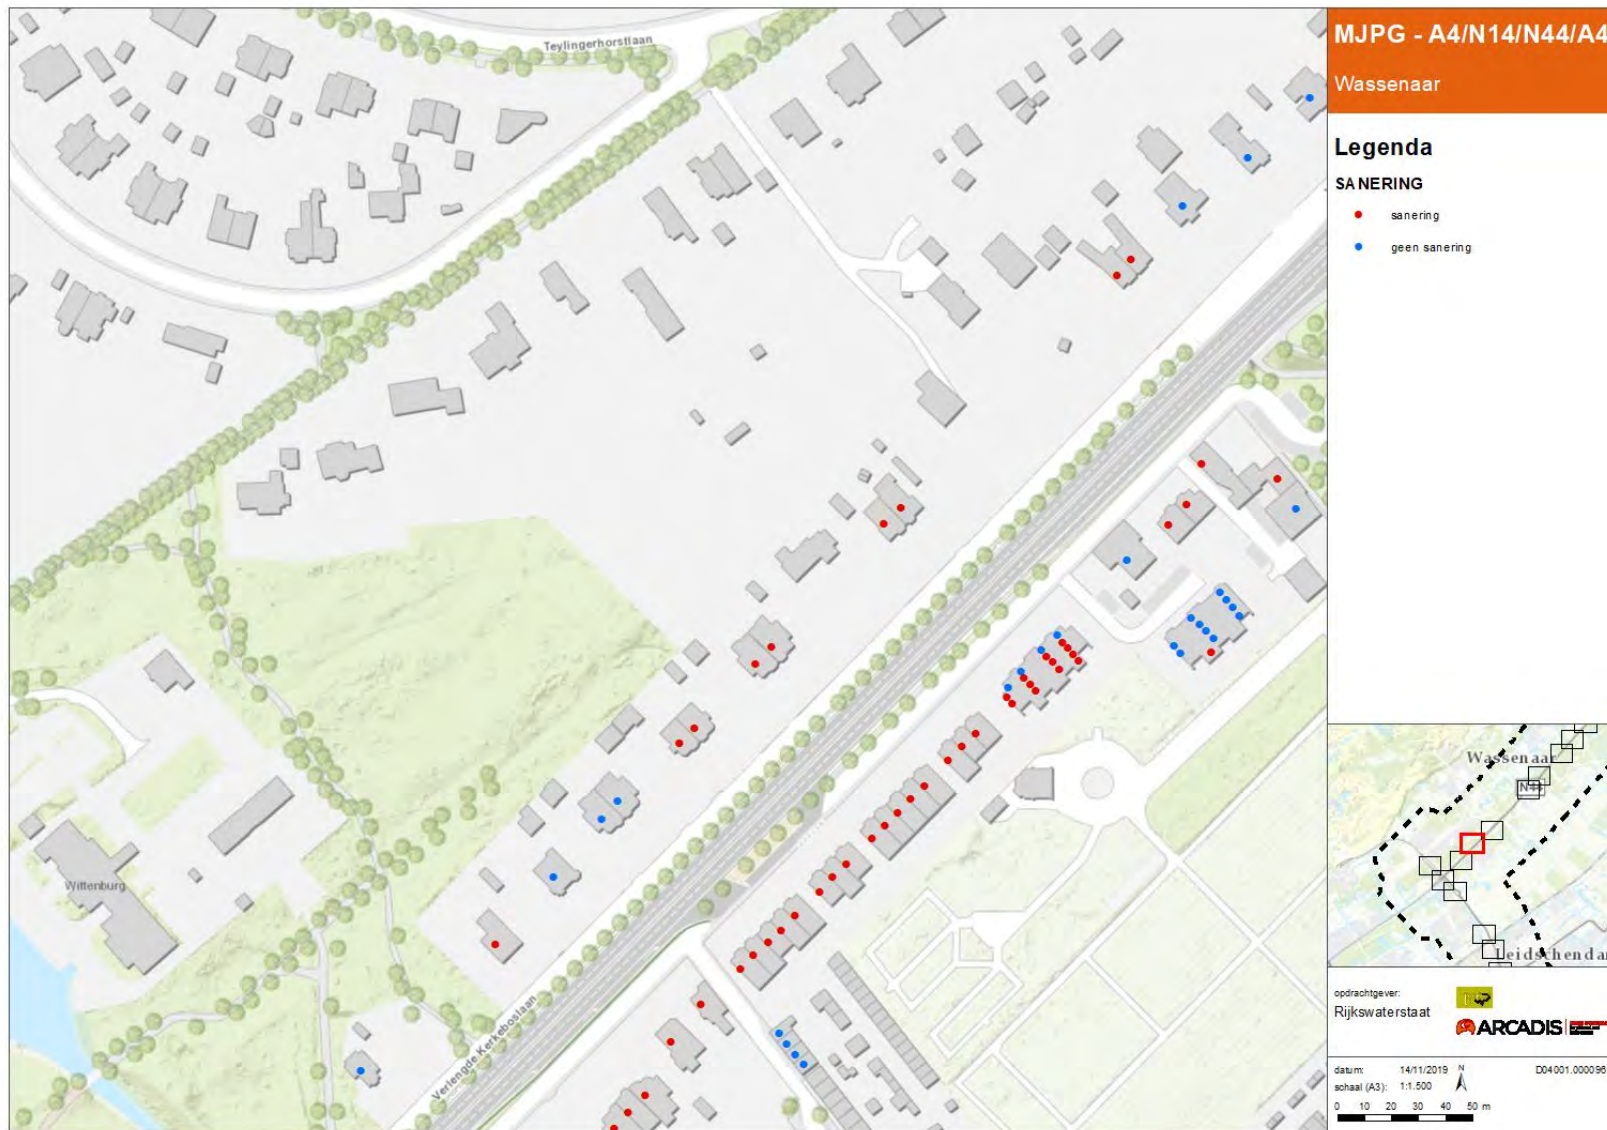 Teylingerhorstlaan
Wittenburg
Verlengde Kerkeboslaan
MJPG - A4/N14/N44/A4
Wassenaar
Legenda
SANERING
sanering
geen sanering
Wassenaar
N44
Leidschendam
opdrachtgever:
Rijkswaterstaat
ARCADIS
datum: 14/11/2019 N D04001.000096
schaal (A3): 1:1.500
0 10 20 30 40 50 m